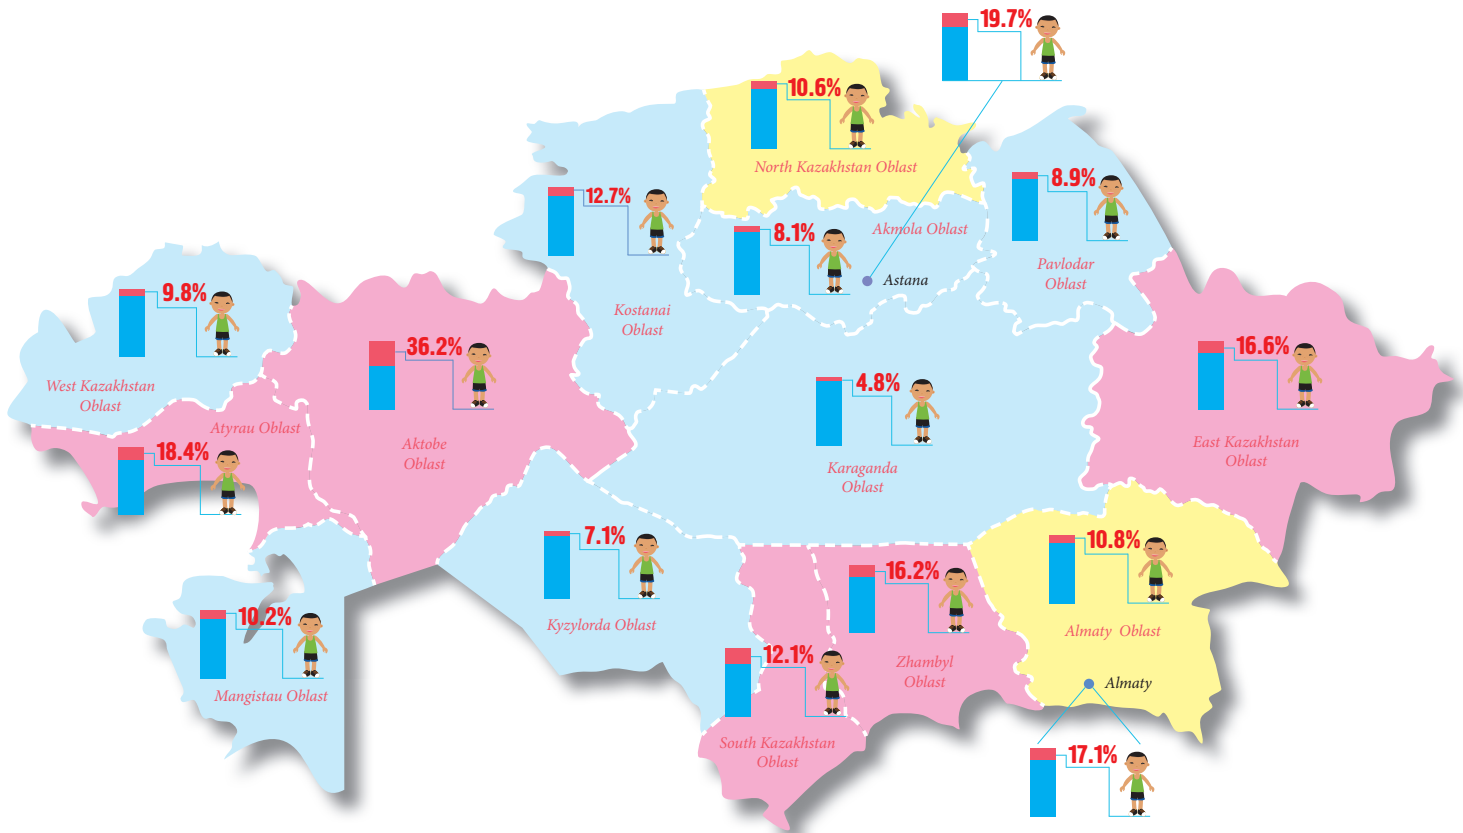 19.7%
10.6%
North Kazakhstan Oblast
8.9%
Pavlodar
Oblast
12.7%
Kostanai
Oblast
8.1%
Akmola Oblast
Astana
9.8%
West Kazakhstan
Oblast
36.2%
Aktobe
Oblast
Atyrau Oblast
18.4%
4.8%
Karaganda
Oblast
16.6%
East Kazakhstan
Oblast
7.1%
Kyzylorda Oblast
10.2%
Mangistau Oblast
16.2%
Zhambyl
Oblast
12.1%
South Kazakhstan
Oblast
10.8%
Almaty Oblast
Almaty
17.1%